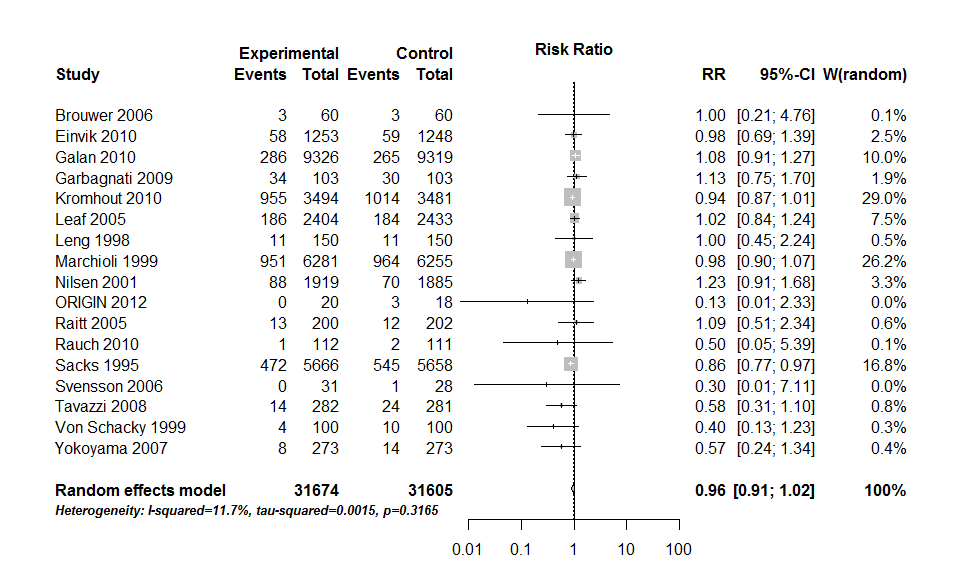 Experimental Control Risk Ratio
Study Events Total Events Total RR 95%-CI W(random)
Brouwer 2006 3 60 3 60 1.00 [0.21; 4.76] 0.1%
Einvik 2010 58 1253 59 1248 0.98 [0.69; 1.39] 2.5%
Galan 2010 286 9326 265 9319 1.08 [0.91; 1.27] 10.0%
Garbagnati 2009 34 103 30 103 1.13 [0.75; 1.70] 1.9%
Kromhout 2010 955 3494 1014 3481 0.94 [0.87; 1.01] 29.0%
Leaf 2005 186 2404 184 2433 1.02 [0.84; 1.24] 7.5%
Leng 1998 11 150 11 150 1.00 [0.45; 2.24] 0.5%
Marchioli 1999 951 6281 964 6255 0.98 [0.90; 1.07] 26.2%
Nilsen 2001 88 1919 70 1885 1.23 [0.91; 1.68] 3.3%
ORIGIN 2012 0 20 3 18 0.13 [0.01; 2.33] 0.0%
Raitt 2005 13 200 12 202 1.09 [0.51; 2.34] 0.6%
Rauch 2010 1 112 2 111 0.50 [0.05; 5.39] 0.1%
Sacks 1995 472 5666 545 5658 0.86 [0.77; 0.97] 16.8%
Svensson 2006 0 31 1 28 0.30 [0.01; 7.11] 0.0%
Tavazzi 2008 14 282 24 281 0.58 [0.31; 1.10] 0.8%
Von Schacky 1999 4 100 10 100 0.40 [0.13; 1.23] 0.3%
Yokoyama 2007 8 273 14 273 0.57 [0.24; 1.34] 0.4%
Random effects model 31674 31605 0.96 [0.91; 1.02] 100%
Heterogeneity: I-squared=11.7%, tau-squared=0.0015, p=0.3165
0.01 0.1 1 10 100